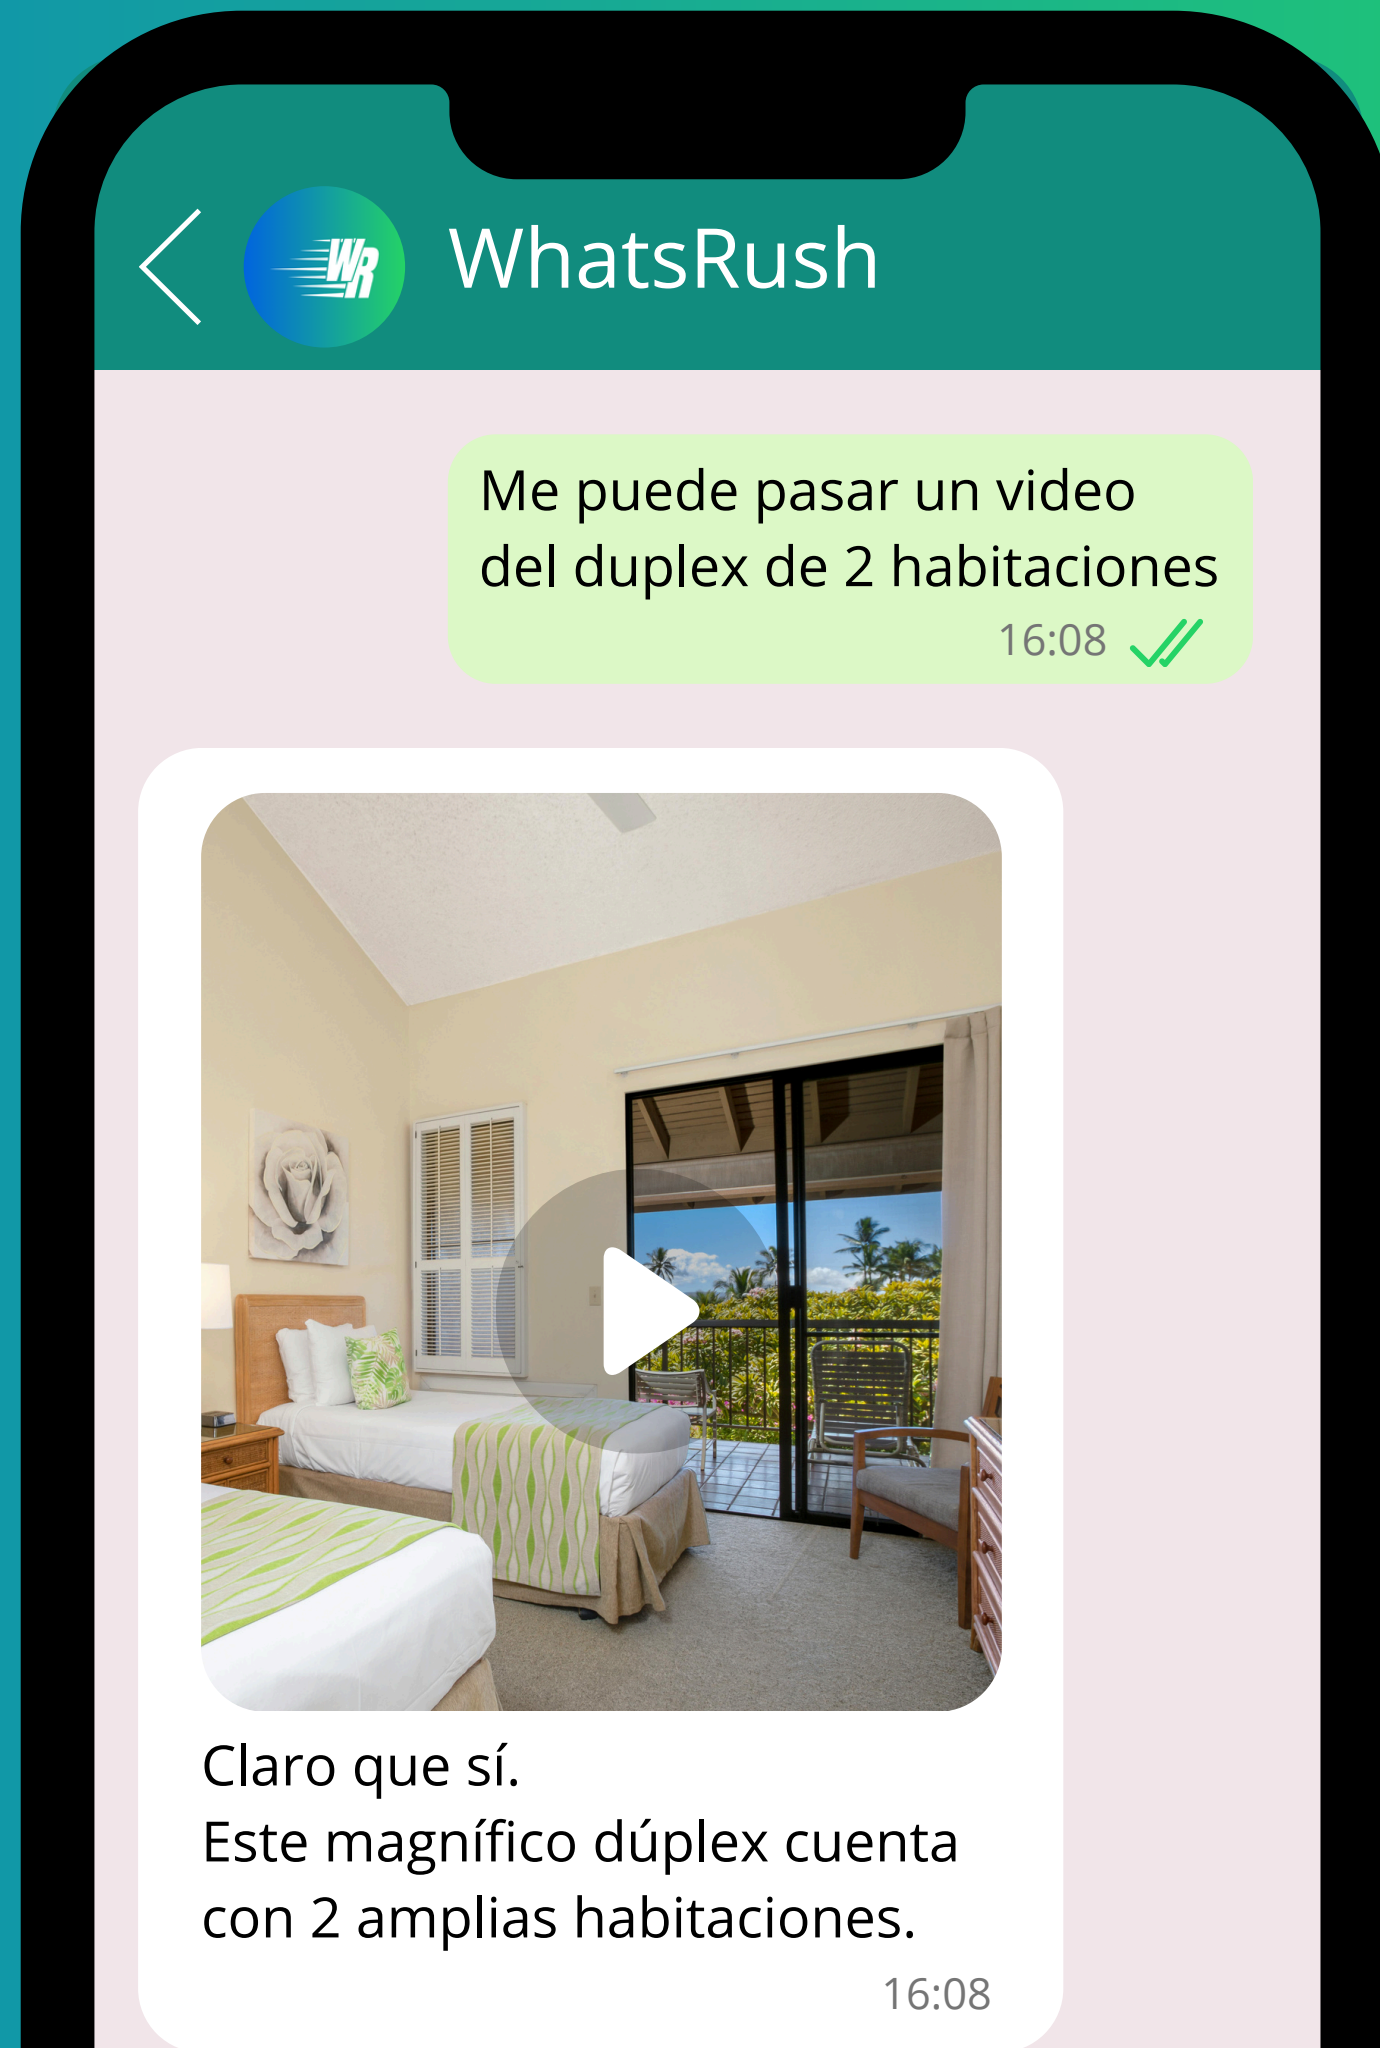 WR
WhatsRush
Me puede pasar un video
del duplex de 2 habitaciones
16:08
Claro que sí.
Este magnífico dúplex cuenta
con 2 amplias habitaciones.
16:08